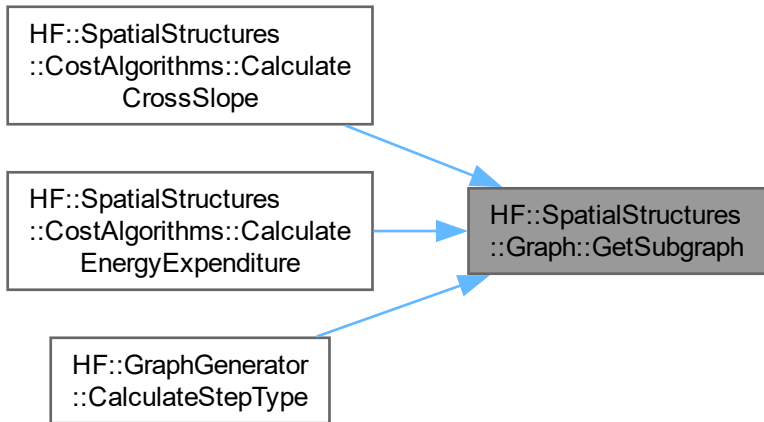 HF::SpatialStructures
::CostAlgorithms::Calculate
CrossSlope
HF::SpatialStructures
::CostAlgorithms::Calculate
EnergyExpenditure
HF::SpatialStructures
::Graph::GetSubgraph
HF::GraphGenerator
::CalculateStepType